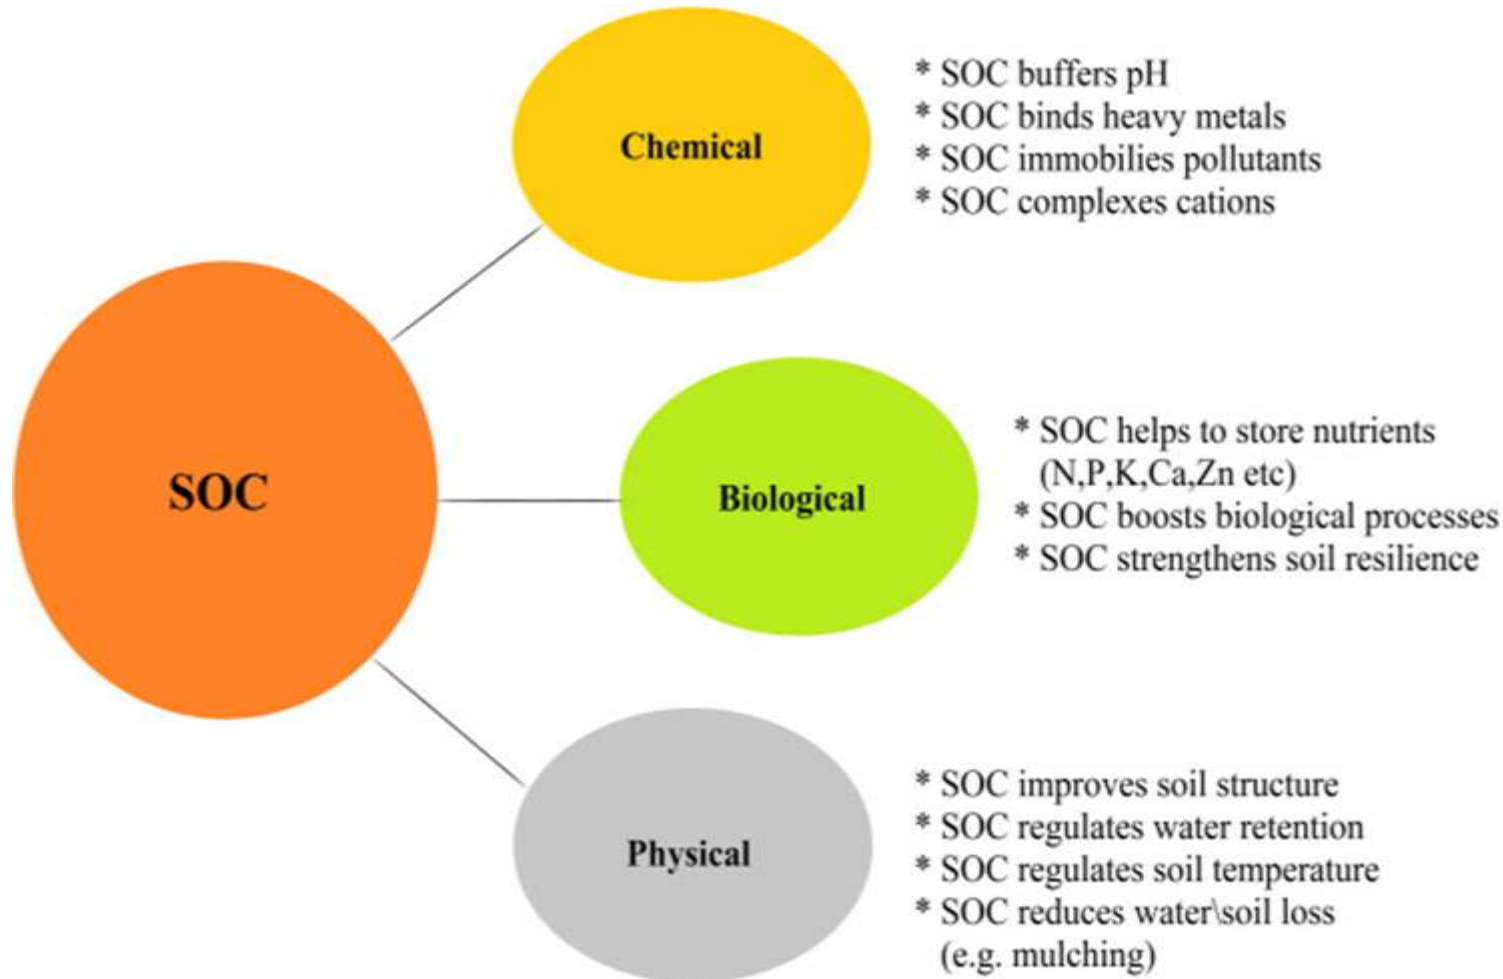 Chemical
* SOC buffers pH
* SOC binds heavy metals
* SOC immobilies pollutants
* SOC complexes cations
SOC
Biological
* SOC helps to store nutrients
(N,P,K,Ca,Zn etc)
* SOC boosts biological processes
* SOC strengthens soil resilience
Physical
* SOC improves soil structure
* SOC regulates water retention
* SOC regulates soil temperature
* SOC reduces water\soil loss
(e.g. mulching)